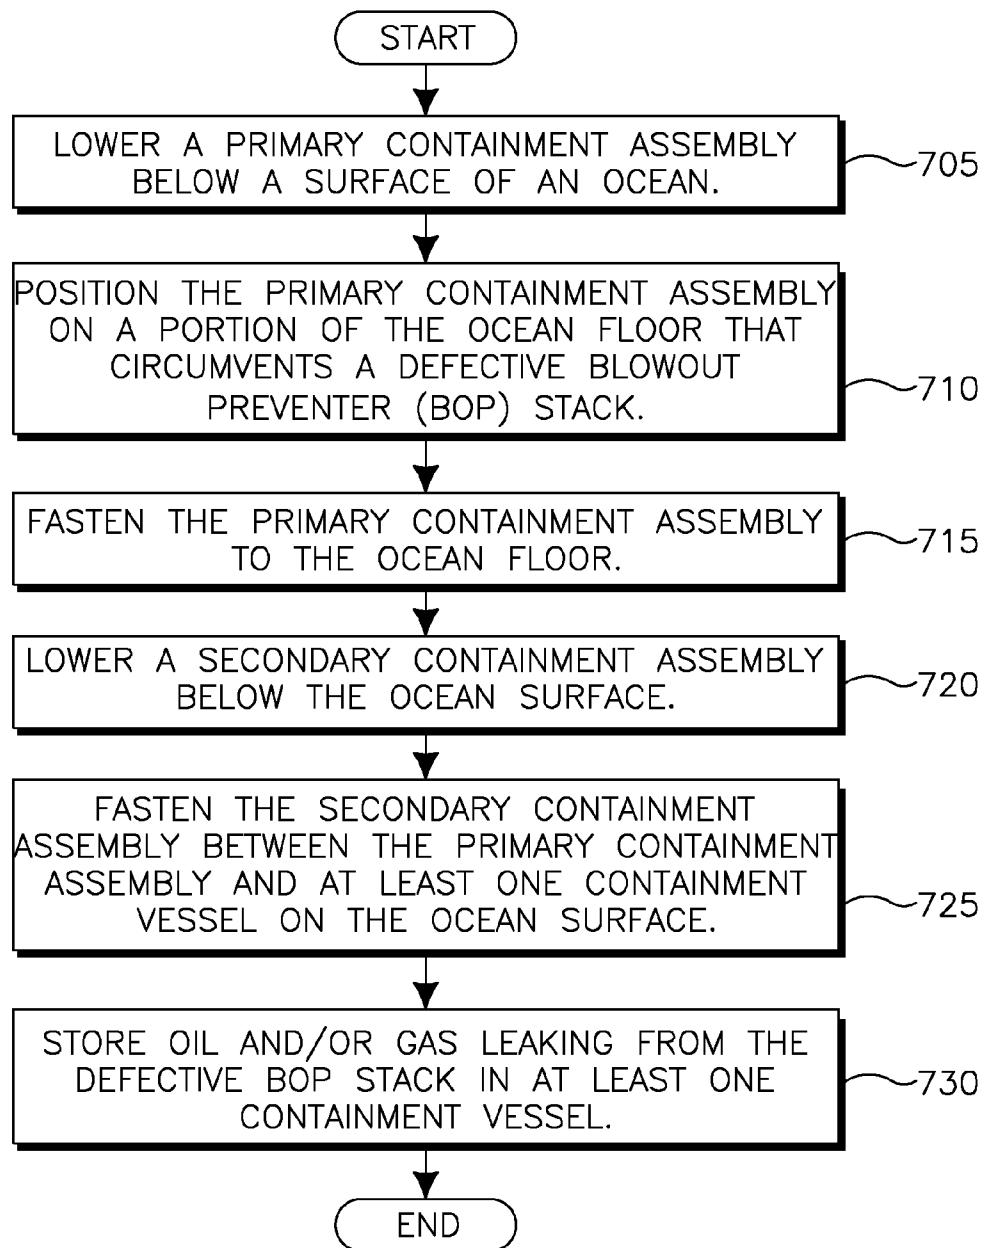 START
LOWER A PRIMARY CONTAINMENT ASSEMBLY
BELOW A SURFACE OF AN OCEAN.
705
POSITION THE PRIMARY CONTAINMENT ASSEMBLY
ON A PORTION OF THE OCEAN FLOOR THAT
CIRCUMVENTS A DEFECTIVE BLOWOUT
PREVENTER (BOP) STACK.
710
FASTEN THE PRIMARY CONTAINMENT ASSEMBLY
TO THE OCEAN FLOOR.
715
LOWER A SECONDARY CONTAINMENT ASSEMBLY
BELOW THE OCEAN SURFACE.
720
FASTEN THE SECONDARY CONTAINMENT
ASSEMBLY BETWEEN THE PRIMARY CONTAINMENT
ASSEMBLY AND AT LEAST ONE CONTAINMENT
VESSEL ON THE OCEAN SURFACE.
725
STORE OIL AND/OR GAS LEAKING FROM THE
DEFECTIVE BOP STACK IN AT LEAST ONE
CONTAINMENT VESSEL.
730
END